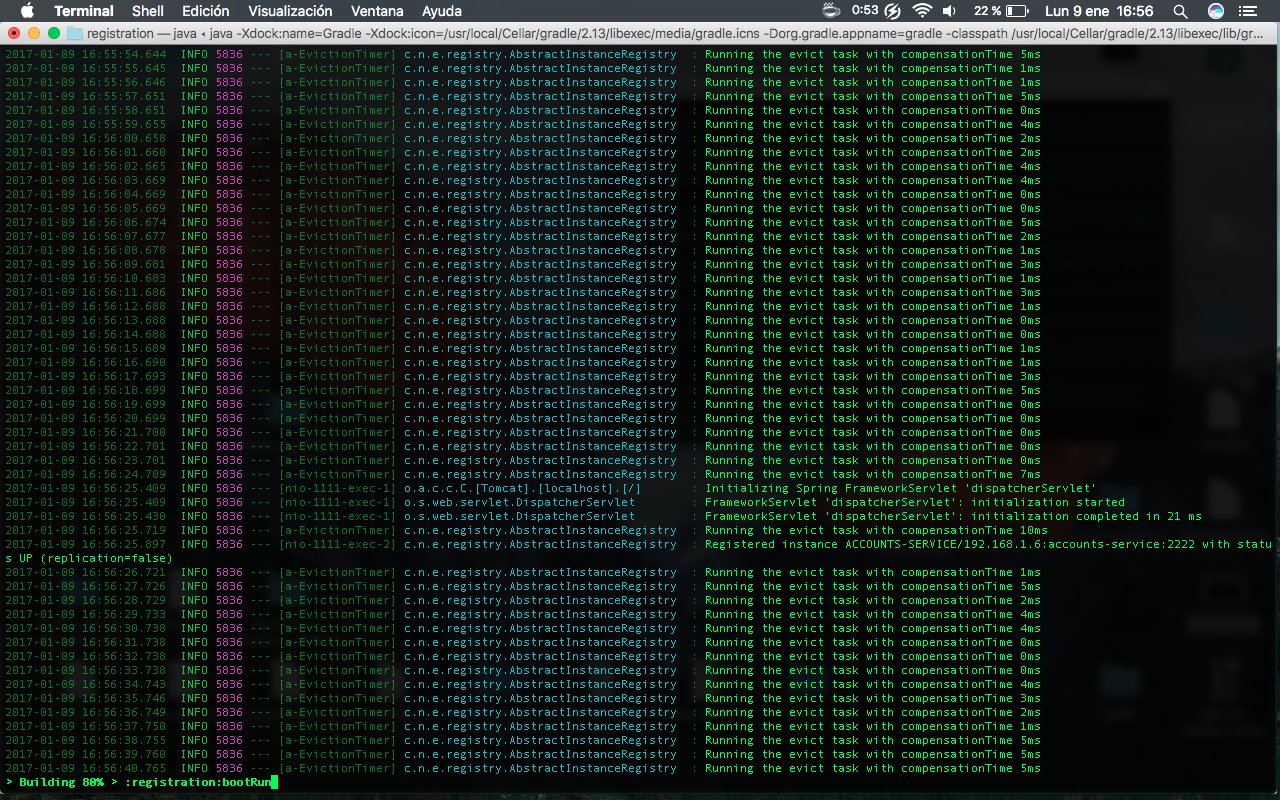 Terminal Shell Edición Visualización Ventana Ayuda 0:53 22 % Lun 9 ene 16:56
registration — java ‹ java -Xdock:name=Gradle -Xdock:icon=/usr/local/Cellar/gradle/2.13/libexec/media/gradle.icns -Dorg.gradle.appname=gradle -classpath /usr/local/Cellar/gradle/2.13/libexec/lib/gr…
2017-01-09 16:55:54.644 INFO 5836 --- [a-EvictionTimer] c.n.e.registry.AbstractInstanceRegistry : Running the evict task with compensationTime 5ms
2017-01-09 16:55:55.645 INFO 5836 --- [a-EvictionTimer] c.n.e.registry.AbstractInstanceRegistry : Running the evict task with compensationTime 1ms
2017-01-09 16:55:56.646 INFO 5836 --- [a-EvictionTimer] c.n.e.registry.AbstractInstanceRegistry : Running the evict task with compensationTime 1ms
2017-01-09 16:55:57.651 INFO 5836 --- [a-EvictionTimer] c.n.e.registry.AbstractInstanceRegistry : Running the evict task with compensationTime 5ms
2017-01-09 16:55:58.651 INFO 5836 --- [a-EvictionTimer] c.n.e.registry.AbstractInstanceRegistry : Running the evict task with compensationTime 0ms
2017-01-09 16:55:59.655 INFO 5836 --- [a-EvictionTimer] c.n.e.registry.AbstractInstanceRegistry : Running the evict task with compensationTime 4ms
2017-01-09 16:56:00.658 INFO 5836 --- [a-EvictionTimer] c.n.e.registry.AbstractInstanceRegistry : Running the evict task with compensationTime 2ms
2017-01-09 16:56:01.660 INFO 5836 --- [a-EvictionTimer] c.n.e.registry.AbstractInstanceRegistry : Running the evict task with compensationTime 2ms
2017-01-09 16:56:02.665 INFO 5836 --- [a-EvictionTimer] c.n.e.registry.AbstractInstanceRegistry : Running the evict task with compensationTime 4ms
2017-01-09 16:56:03.669 INFO 5836 --- [a-EvictionTimer] c.n.e.registry.AbstractInstanceRegistry : Running the evict task with compensationTime 4ms
2017-01-09 16:56:04.669 INFO 5836 --- [a-EvictionTimer] c.n.e.registry.AbstractInstanceRegistry : Running the evict task with compensationTime 0ms
2017-01-09 16:56:05.669 INFO 5836 --- [a-EvictionTimer] c.n.e.registry.AbstractInstanceRegistry : Running the evict task with compensationTime 0ms
2017-01-09 16:56:06.674 INFO 5836 --- [a-EvictionTimer] c.n.e.registry.AbstractInstanceRegistry : Running the evict task with compensationTime 5ms
2017-01-09 16:56:07.677 INFO 5836 --- [a-EvictionTimer] c.n.e.registry.AbstractInstanceRegistry : Running the evict task with compensationTime 2ms
2017-01-09 16:56:08.678 INFO 5836 --- [a-EvictionTimer] c.n.e.registry.AbstractInstanceRegistry : Running the evict task with compensationTime 1ms
2017-01-09 16:56:09.681 INFO 5836 --- [a-EvictionTimer] c.n.e.registry.AbstractInstanceRegistry : Running the evict task with compensationTime 3ms
2017-01-09 16:56:10.683 INFO 5836 --- [a-EvictionTimer] c.n.e.registry.AbstractInstanceRegistry : Running the evict task with compensationTime 1ms
2017-01-09 16:56:11.686 INFO 5836 --- [a-EvictionTimer] c.n.e.registry.AbstractInstanceRegistry : Running the evict task with compensationTime 3ms
2017-01-09 16:56:12.688 INFO 5836 --- [a-EvictionTimer] c.n.e.registry.AbstractInstanceRegistry : Running the evict task with compensationTime 1ms
2017-01-09 16:56:13.688 INFO 5836 --- [a-EvictionTimer] c.n.e.registry.AbstractInstanceRegistry : Running the evict task with compensationTime 0ms
2017-01-09 16:56:14.688 INFO 5836 --- [a-EvictionTimer] c.n.e.registry.AbstractInstanceRegistry : Running the evict task with compensationTime 0ms
2017-01-09 16:56:15.689 INFO 5836 --- [a-EvictionTimer] c.n.e.registry.AbstractInstanceRegistry : Running the evict task with compensationTime 1ms
2017-01-09 16:56:16.690 INFO 5836 --- [a-EvictionTimer] c.n.e.registry.AbstractInstanceRegistry : Running the evict task with compensationTime 1ms
2017-01-09 16:56:17.693 INFO 5836 --- [a-EvictionTimer] c.n.e.registry.AbstractInstanceRegistry : Running the evict task with compensationTime 3ms
2017-01-09 16:56:18.699 INFO 5836 --- [a-EvictionTimer] c.n.e.registry.AbstractInstanceRegistry : Running the evict task with compensationTime 5ms
2017-01-09 16:56:19.699 INFO 5836 --- [a-EvictionTimer] c.n.e.registry.AbstractInstanceRegistry : Running the evict task with compensationTime 0ms
2017-01-09 16:56:20.699 INFO 5836 --- [a-EvictionTimer] c.n.e.registry.AbstractInstanceRegistry : Running the evict task with compensationTime 0ms
2017-01-09 16:56:21.700 INFO 5836 --- [a-EvictionTimer] c.n.e.registry.AbstractInstanceRegistry : Running the evict task with compensationTime 0ms
2017-01-09 16:56:22.701 INFO 5836 --- [a-EvictionTimer] c.n.e.registry.AbstractInstanceRegistry : Running the evict task with compensationTime 0ms
2017-01-09 16:56:23.701 INFO 5836 --- [a-EvictionTimer] c.n.e.registry.AbstractInstanceRegistry : Running the evict task with compensationTime 0ms
2017-01-09 16:56:24.709 INFO 5836 --- [a-EvictionTimer] c.n.e.registry.AbstractInstanceRegistry : Running the evict task with compensationTime 7ms
2017-01-09 16:56:25.409 INFO 5836 --- [nio-1111-exec-1] o.a.c.c.C.[Tomcat].[localhost].[/] : Initializing Spring FrameworkServlet 'dispatcherServlet'
2017-01-09 16:56:25.409 INFO 5836 --- [nio-1111-exec-1] o.s.web.servlet.DispatcherServlet : FrameworkServlet 'dispatcherServlet': initialization started
2017-01-09 16:56:25.430 INFO 5836 --- [nio-1111-exec-1] o.s.web.servlet.DispatcherServlet : FrameworkServlet 'dispatcherServlet': initialization completed in 21 ms
2017-01-09 16:56:25.719 INFO 5836 --- [a-EvictionTimer] c.n.e.registry.AbstractInstanceRegistry : Running the evict task with compensationTime 10ms
2017-01-09 16:56:25.897 INFO 5836 --- [nio-1111-exec-2] c.n.e.registry.AbstractInstanceRegistry : Registered instance ACCOUNTS-SERVICE/192.168.1.6:accounts-service:2222 with statu
s UP (replication=false)
2017-01-09 16:56:26.721 INFO 5836 --- [a-EvictionTimer] c.n.e.registry.AbstractInstanceRegistry : Running the evict task with compensationTime 1ms
2017-01-09 16:56:27.726 INFO 5836 --- [a-EvictionTimer] c.n.e.registry.AbstractInstanceRegistry : Running the evict task with compensationTime 5ms
2017-01-09 16:56:28.729 INFO 5836 --- [a-EvictionTimer] c.n.e.registry.AbstractInstanceRegistry : Running the evict task with compensationTime 2ms
2017-01-09 16:56:29.733 INFO 5836 --- [a-EvictionTimer] c.n.e.registry.AbstractInstanceRegistry : Running the evict task with compensationTime 4ms
2017-01-09 16:56:30.738 INFO 5836 --- [a-EvictionTimer] c.n.e.registry.AbstractInstanceRegistry : Running the evict task with compensationTime 4ms
2017-01-09 16:56:31.738 INFO 5836 --- [a-EvictionTimer] c.n.e.registry.AbstractInstanceRegistry : Running the evict task with compensationTime 0ms
2017-01-09 16:56:32.738 INFO 5836 --- [a-EvictionTimer] c.n.e.registry.AbstractInstanceRegistry : Running the evict task with compensationTime 0ms
2017-01-09 16:56:33.738 INFO 5836 --- [a-EvictionTimer] c.n.e.registry.AbstractInstanceRegistry : Running the evict task with compensationTime 0ms
2017-01-09 16:56:34.743 INFO 5836 --- [a-EvictionTimer] c.n.e.registry.AbstractInstanceRegistry : Running the evict task with compensationTime 4ms
2017-01-09 16:56:35.746 INFO 5836 --- [a-EvictionTimer] c.n.e.registry.AbstractInstanceRegistry : Running the evict task with compensationTime 3ms
2017-01-09 16:56:36.749 INFO 5836 --- [a-EvictionTimer] c.n.e.registry.AbstractInstanceRegistry : Running the evict task with compensationTime 2ms
2017-01-09 16:56:37.750 INFO 5836 --- [a-EvictionTimer] c.n.e.registry.AbstractInstanceRegistry : Running the evict task with compensationTime 1ms
2017-01-09 16:56:38.755 INFO 5836 --- [a-EvictionTimer] c.n.e.registry.AbstractInstanceRegistry : Running the evict task with compensationTime 5ms
2017-01-09 16:56:39.760 INFO 5836 --- [a-EvictionTimer] c.n.e.registry.AbstractInstanceRegistry : Running the evict task with compensationTime 5ms
2017-01-09 16:56:40.765 INFO 5836 --- [a-EvictionTimer] c.n.e.registry.AbstractInstanceRegistry : Running the evict task with compensationTime 5ms
> Building 80% > :registration:bootRun